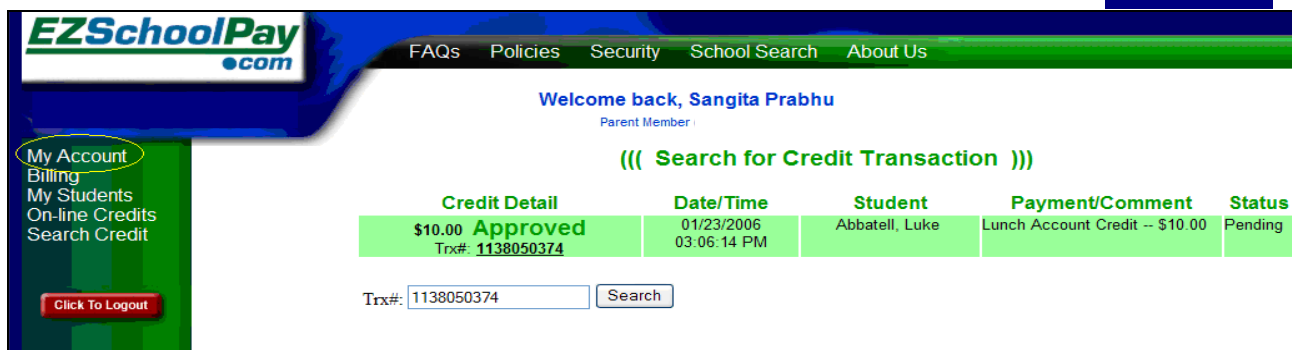 EZSchoolPay
.com
FAQs Policies Security School Search About Us
Welcome back, Sangita Prabhu
Parent Member
My Account
Billing
My Students
On-line Credits
Search Credit
Click To Logout
((( Search for Credit Transaction )))
Credit Detail Date/Time Student Payment/Comment Status
$10.00 Approved 01/23/2006 Abbatell, Luke Lunch Account Credit -- $10.00 Pending
Trx#: 1138050374 03:06:14 PM
Trx#: 1138050374 Search